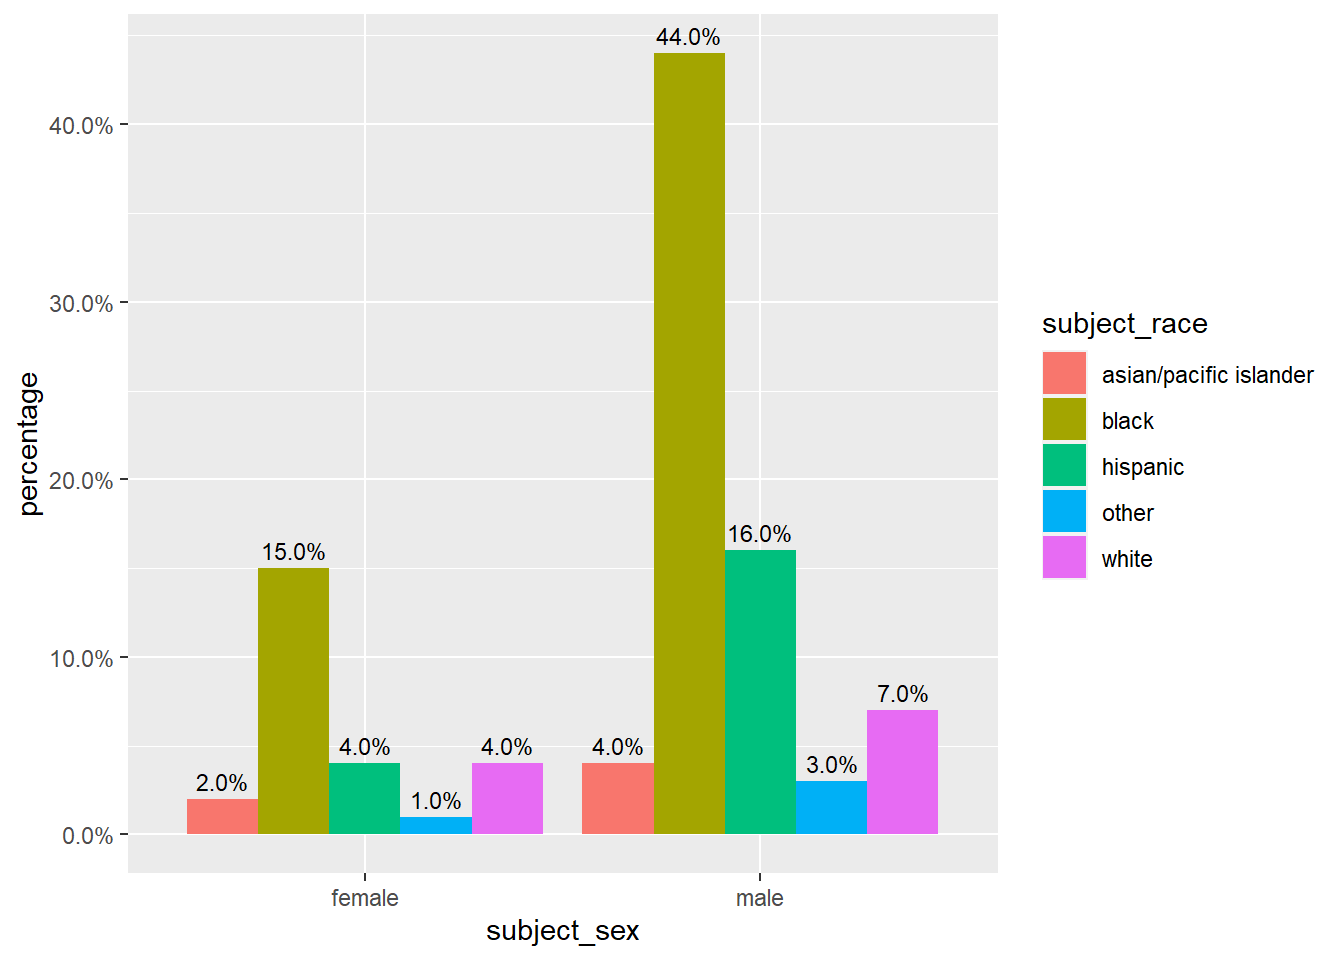 44.0%
40.0%
30.0%
20.0%
10.0%
0.0%
percentage
2.0%
15.0%
4.0%
1.0%
4.0%
4.0%
16.0%
3.0%
7.0%
female
male
subject_sex
subject_race
asian/pacific islander
black
hispanic
other
white